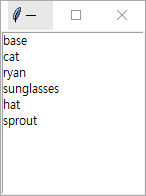 base
cat
ryan
sunglasses
hat
sprout